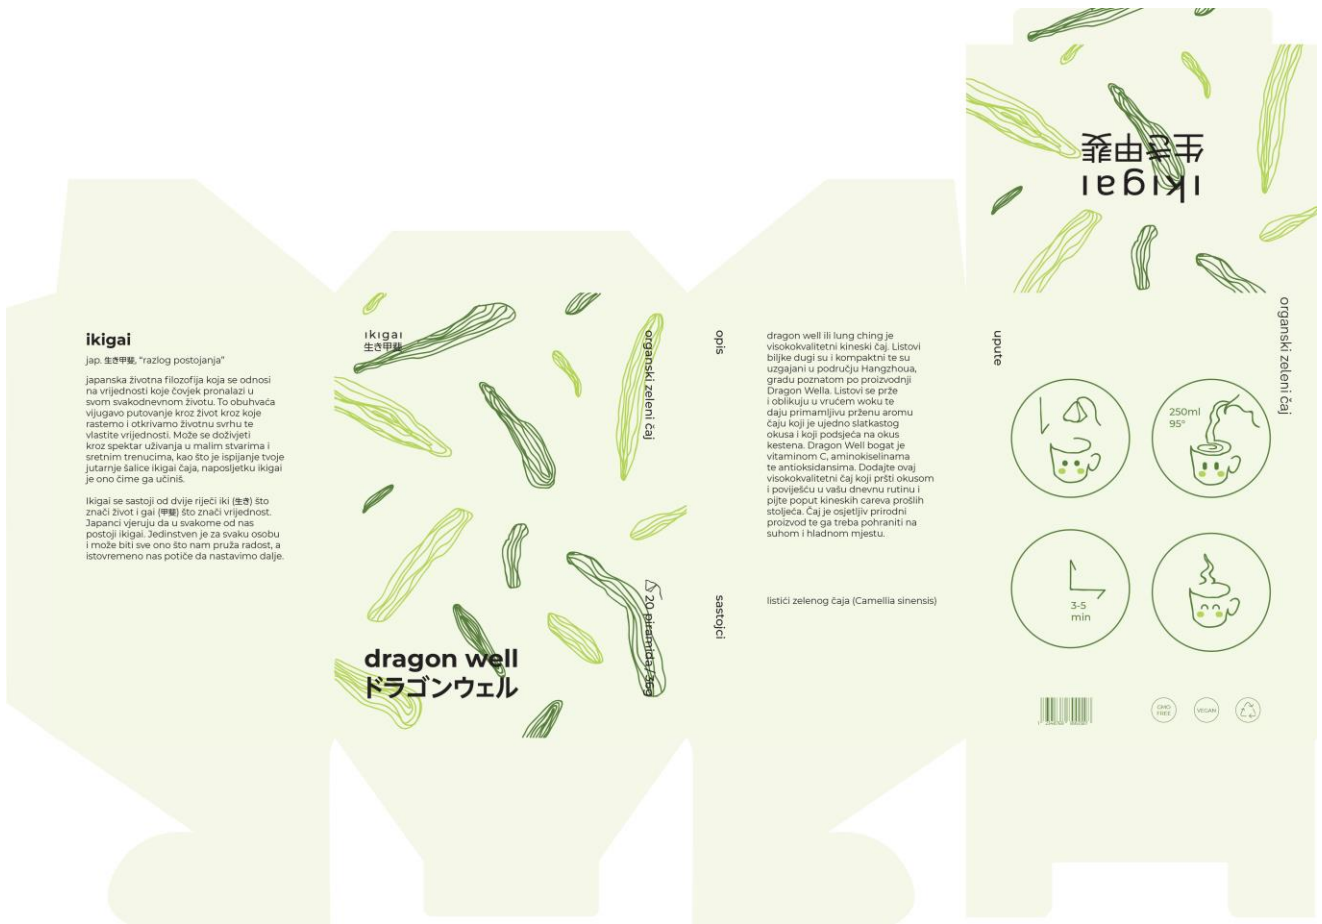 ikigai
jap. 生き甲斐, "razlog postojanja"
japanska životna filozofija koja se odnosi
na vrijednosti koje čovjek pronalazi u
svom svakodnevnom životu. To obuhvaća
vijugavo putovanje kroz život kroz koje
rastemo i otkrivamo životnu svrhu te
vlastite vrijednosti. Može se doživjeti
kroz spektar uživanja u malim stvarima i
sretnim trenucima, kao što je ispijanje tvoje
jutarnje šalice ikigai čaja, naposljetku ikigai
je ono čime ga učiniš.
Ikigai se sastoji od dvije riječi iki (生き) što
znači život i gai (甲斐) što znači vrijednost.
Japanci vjeruju da u svakome od nas
postoji ikigai. Jedinstven je za svaku osobu
i može biti sve ono što nam pruža radost, a
istovremeno nas potiče da nastavimo dalje.
ikigai
生き甲斐
organski zeleni čaj
20 piramida/36g
dragon well
ドラゴンウェル
opis
dragon well ili lung ching je
visokokvalitetni kineski čaj. Listovi
biljke dugi su i kompaktni te su
uzgajani u području Hangzhoua,
gradu poznatom po proizvodnji
Dragon Wella. Listovi se prže
i oblikuju u vrućem woku te
daju primamljivu prženu aromu
čaju koji je ujedno slatkastog
okusa i koji podsjeća na okus
kestena. Dragon Well bogat je
vitaminom C, aminokiselinama
te antioksidansima. Dodajte ovaj
visokokvalitetni čaj koji pršti okusom
i poviješću u vašu dnevnu rutinu i
pijte poput kineskih careva prošlih
stoljeća. Čaj je osjetljiv prirodni
proizvod te ga treba pohraniti na
suhom i hladnom mjestu.
sastojci
listići zelenog čaja (Camellia sinensis)
ikigai
生き甲斐
organski zeleni čaj
upute
250ml
95°
3-5
min
GMO
FREE
VEGAN